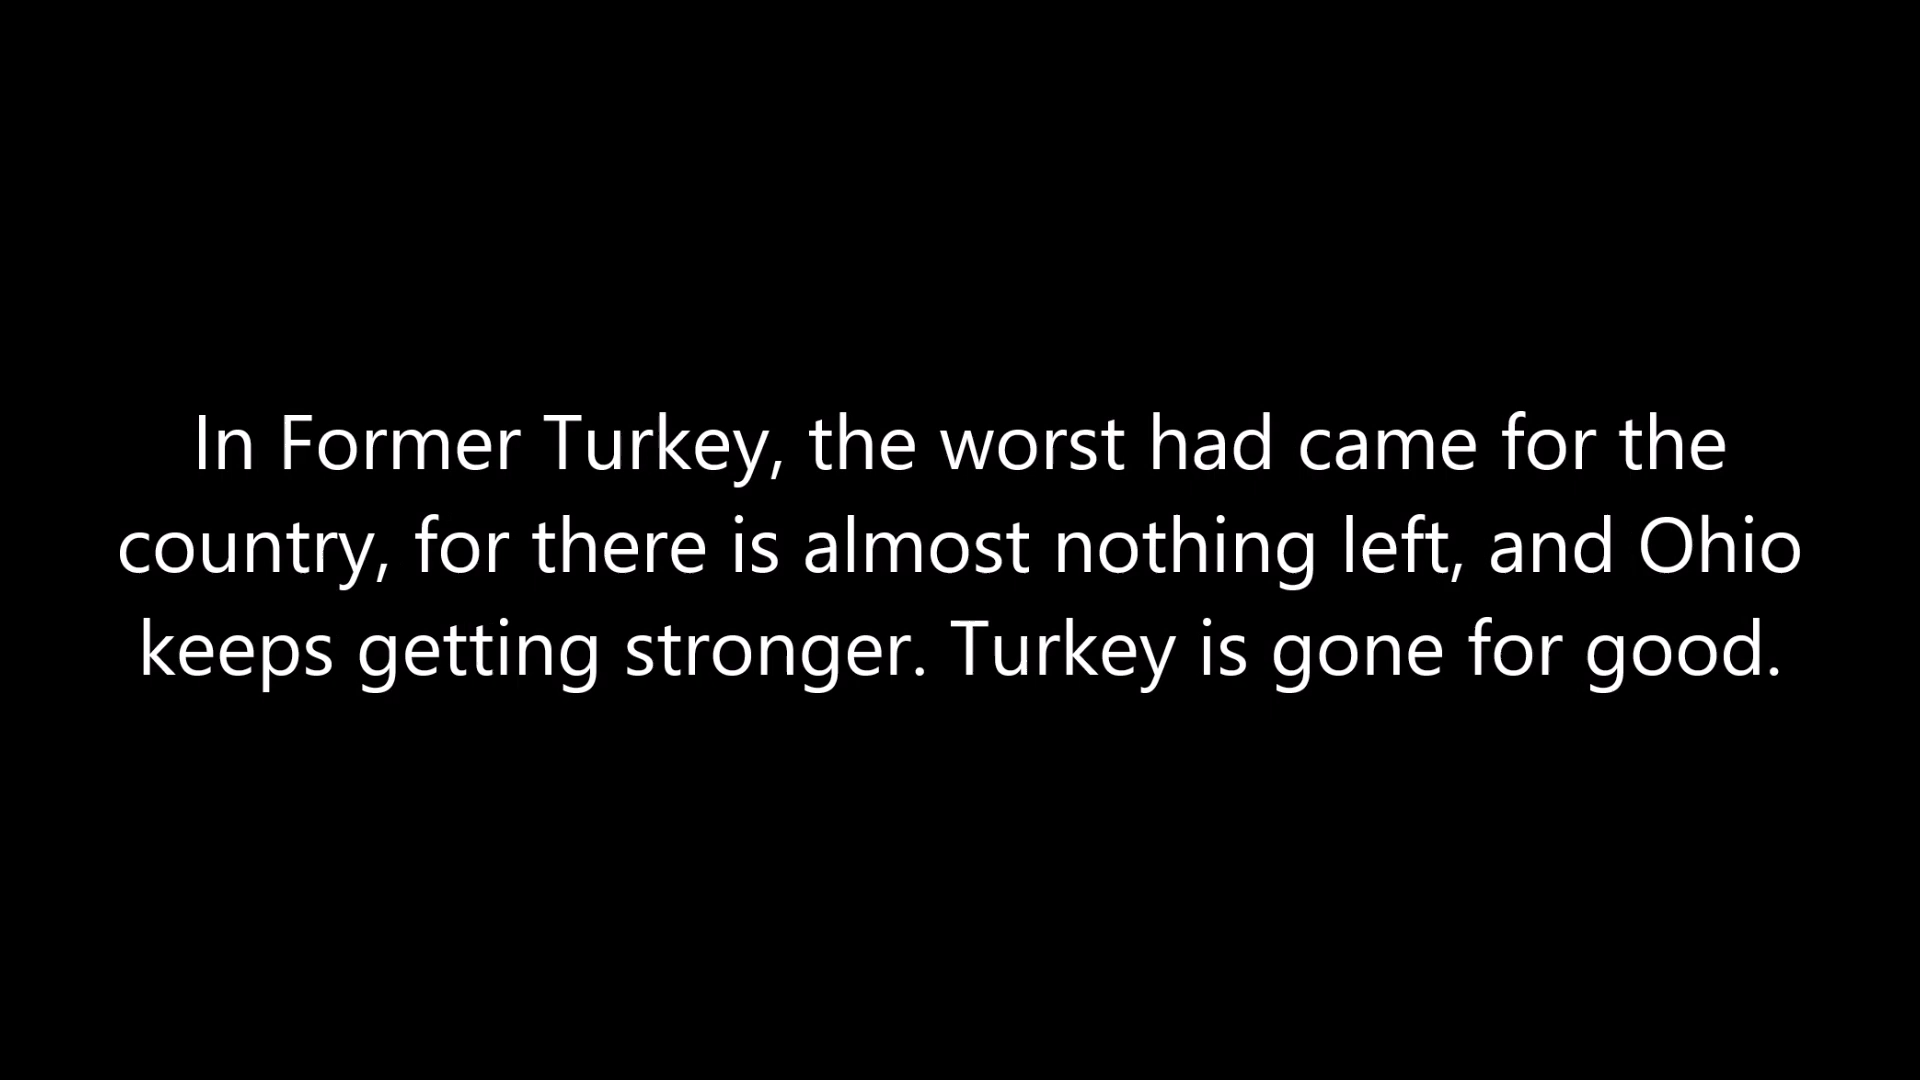 In Former Turkey, the worst had came for the
country, for there is almost nothing left, and Ohio
keeps getting stronger. Turkey is gone for good.